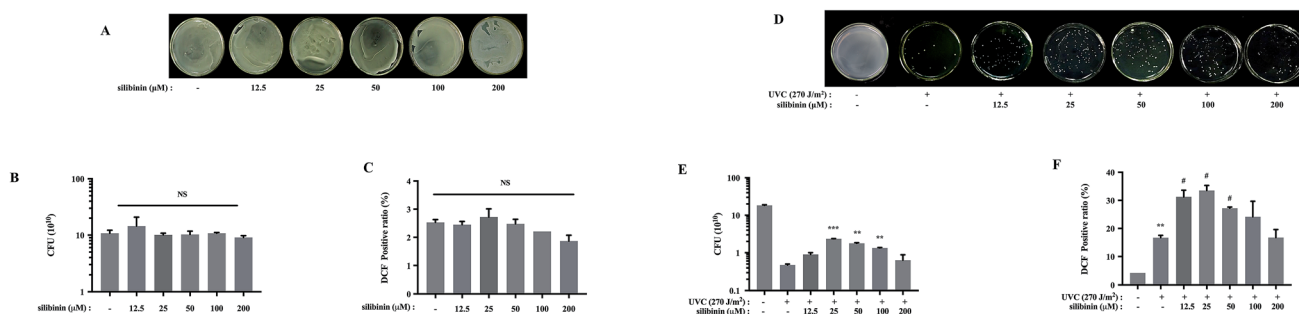 A
silibinin (μM) : - 12.5 25 50 100 200
D
UVC (270 J/m²) : - + + + + + +
silibinin (μM) : - - 12.5 25 50 100 200
B
CFU (10¹⁰)
100
10
1
NS
silibinin (μM) : - 12.5 25 50 100 200
C
DCF Positive ratio (%)
5
4
3
2
1
0
NS
silibinin (μM) : - 12.5 25 50 100 200
E
CFU (10¹⁰)
100
10
1
0.1
***
**
**
UVC (270 J/m²) : - + + + + + +
silibinin (μM) : - - 12.5 25 50 100 200
F
DCF Positive ratio (%)
40
30
20
10
0
**
#
#
#
UVC (270 J/m²) : - + + + + + +
silibinin (μM) : - - 12.5 25 50 100 200